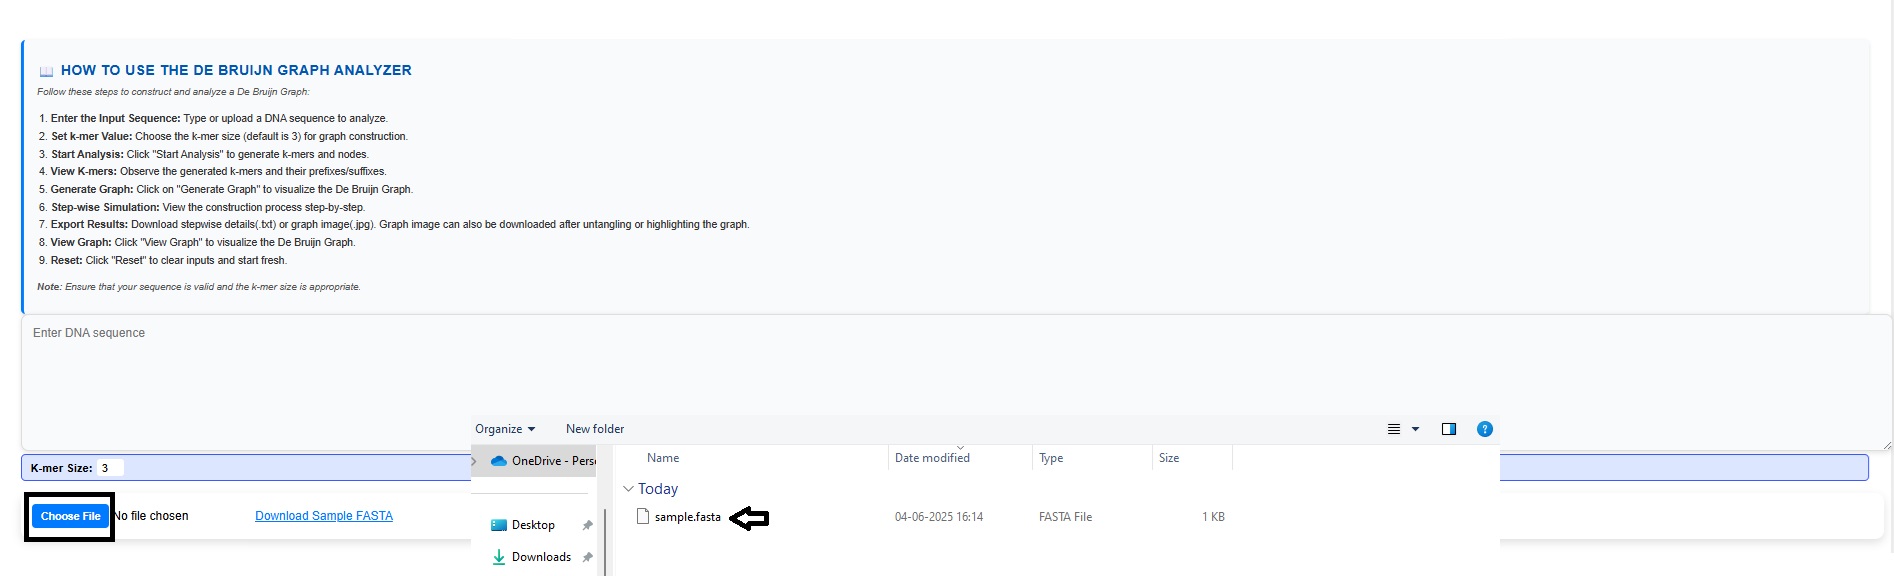 HOW TO USE THE DE BRUIJN GRAPH ANALYZER
Follow these steps to construct and analyze a De Bruijn Graph:
1. Enter the Input Sequence: Type or upload a DNA sequence to analyze.
2. Set k-mer Value: Choose the k-mer size (default is 3) for graph construction.
3. Start Analysis: Click "Start Analysis" to generate k-mers and nodes.
4. View K-mers: Observe the generated k-mers and their prefixes/suffixes.
5. Generate Graph: Click on "Generate Graph" to visualize the De Bruijn Graph.
6. Step-wise Simulation: View the construction process step-by-step.
7. Export Results: Download stepwise details(.txt) or graph image(.jpg). Graph image can also be downloaded after untangling or highlighting the graph.
8. View Graph: Click "View Graph" to visualize the De Bruijn Graph.
9. Reset: Click "Reset" to clear inputs and start fresh.
Note: Ensure that your sequence is valid and the k-mer size is appropriate.
Enter DNA sequence
Organize New folder ?
K-mer Size: 3
OneDrive - Pers
Name Date modified Type Size
Today
Choose File No file chosen Download Sample FASTA
sample.fasta 04-06-2025 16:14 FASTA File 1 KB
Desktop
Downloads